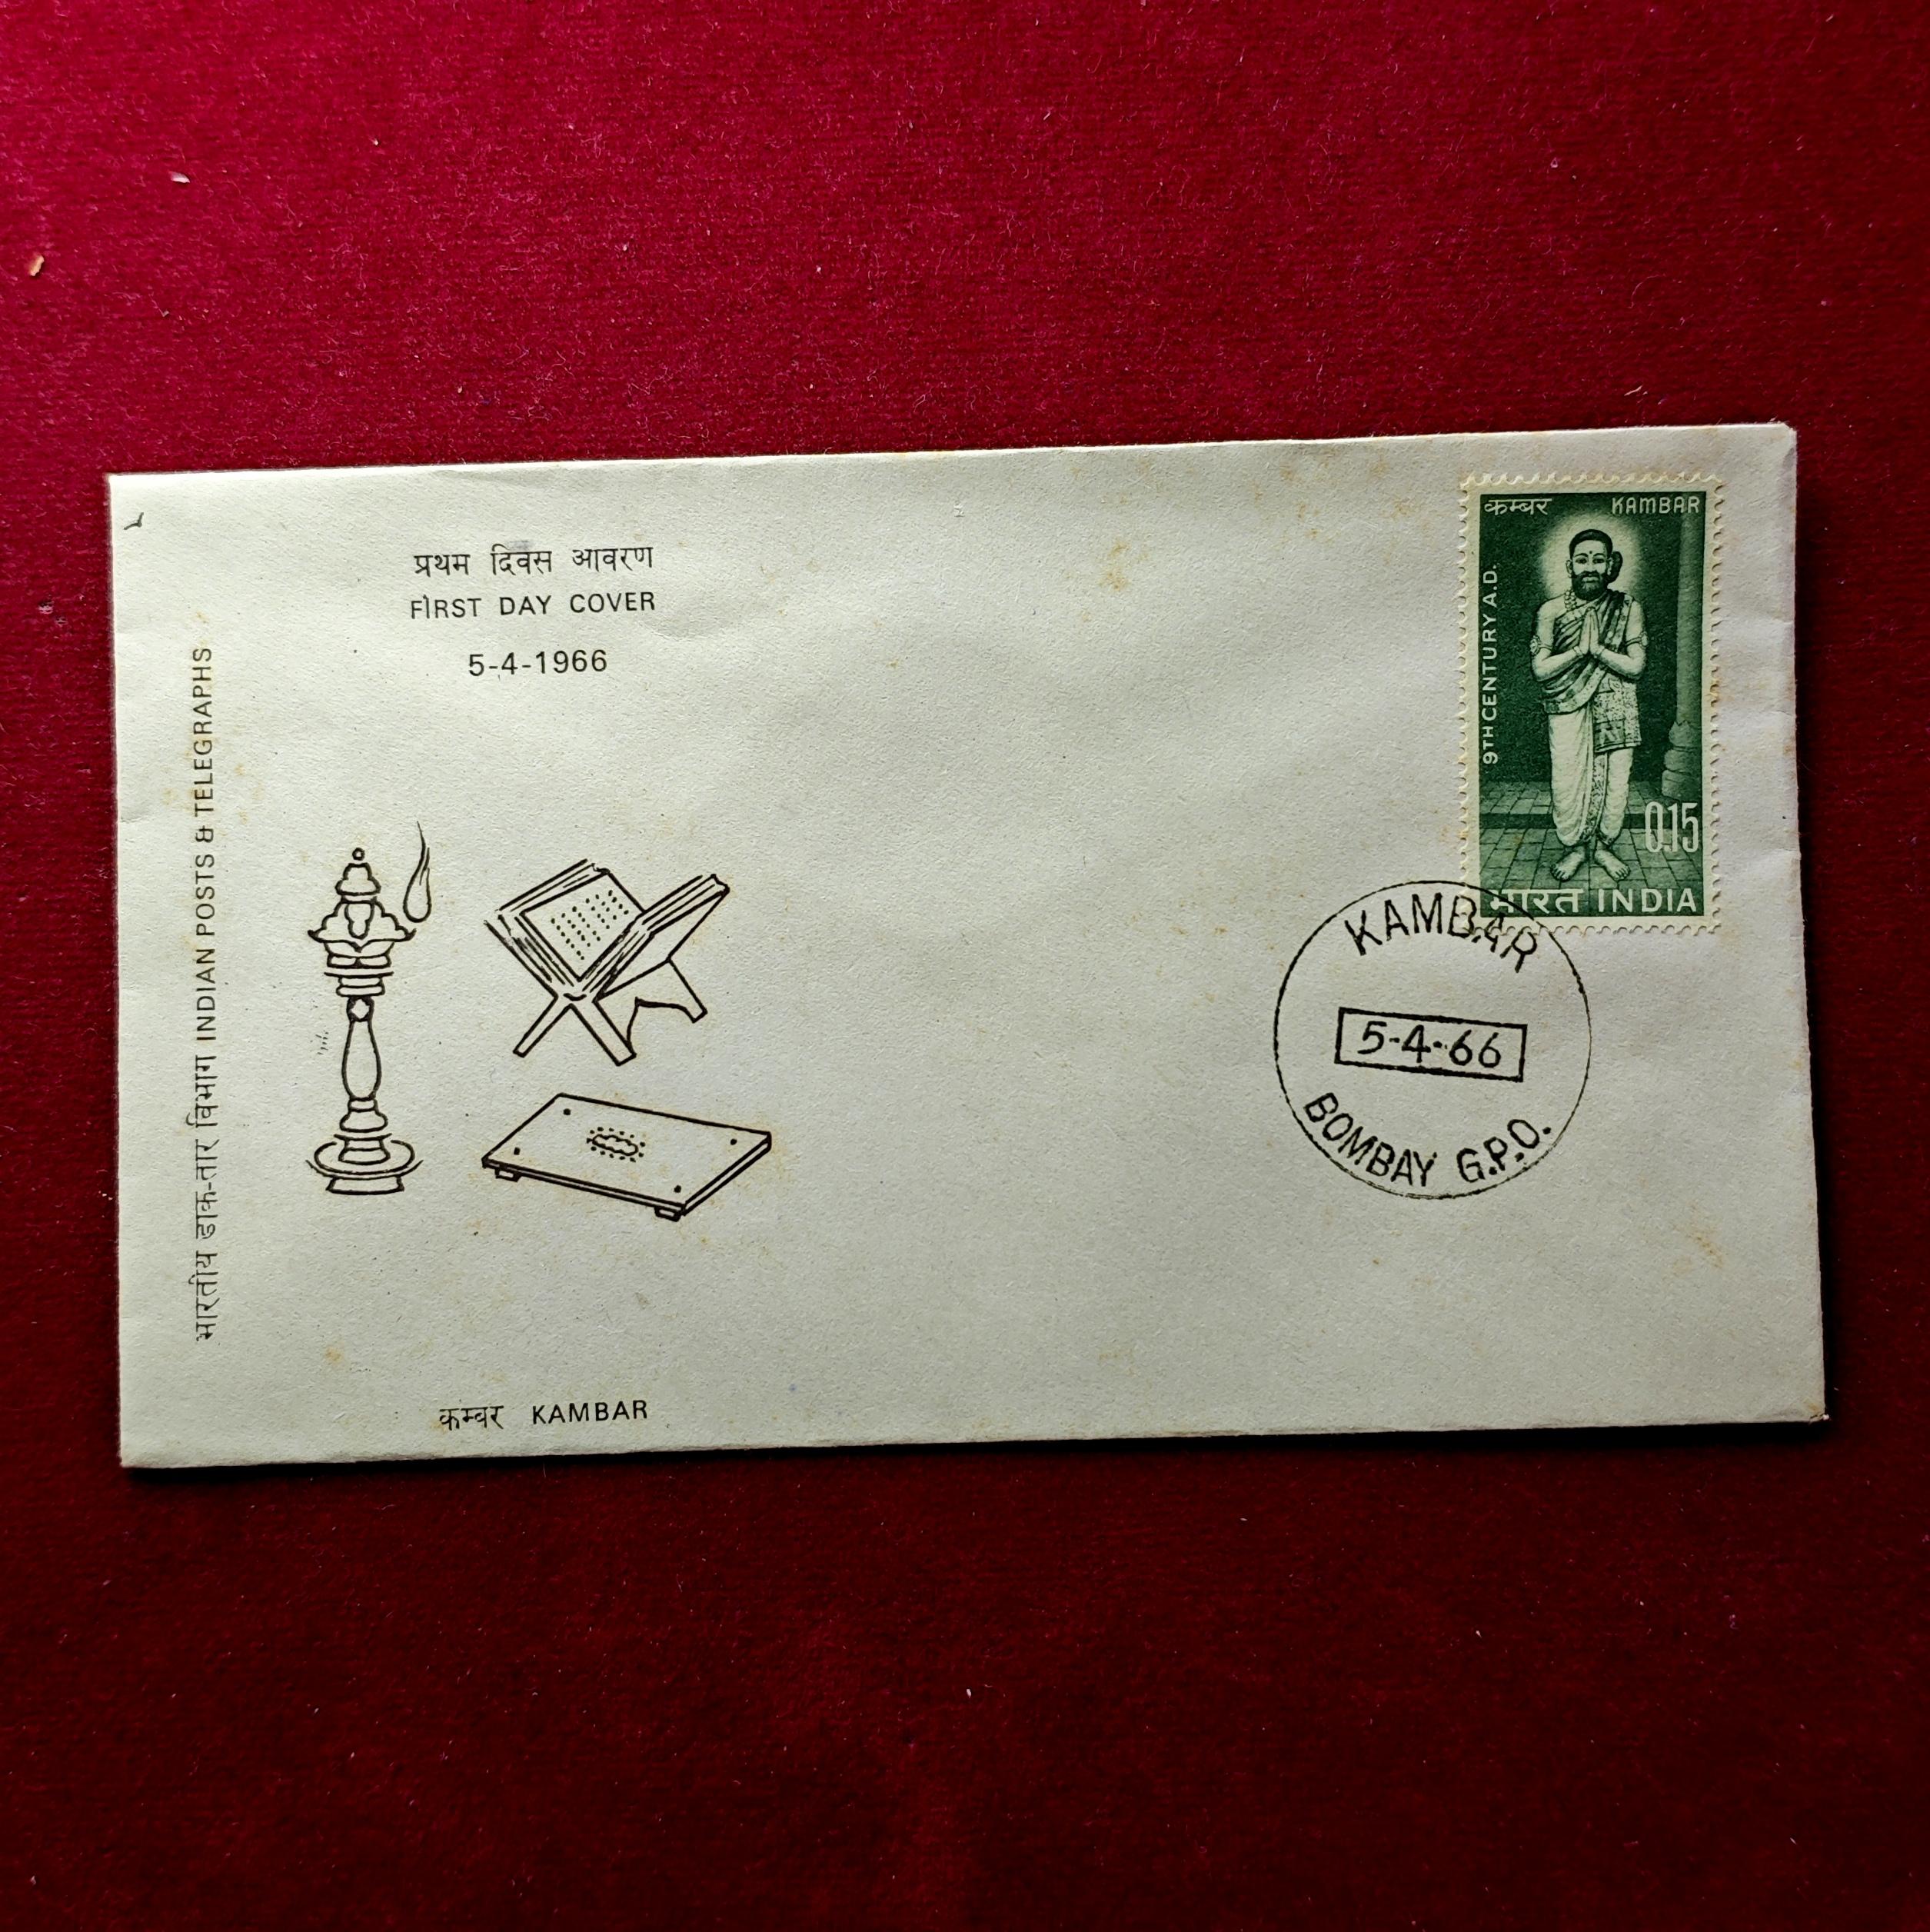 प्रथम दिवस आवरण
FIRST DAY COVER
5-4-1966
भारतीय डाक-तार विभाग INDIAN POSTS & TELEGRAPHS
कम्बर KAMBAR
कम्बर KAMBAR
9TH CENTURY A.D.
0.15
भारत INDIA
KAMBAR
5-4-66
BOMBAY G.P.O.